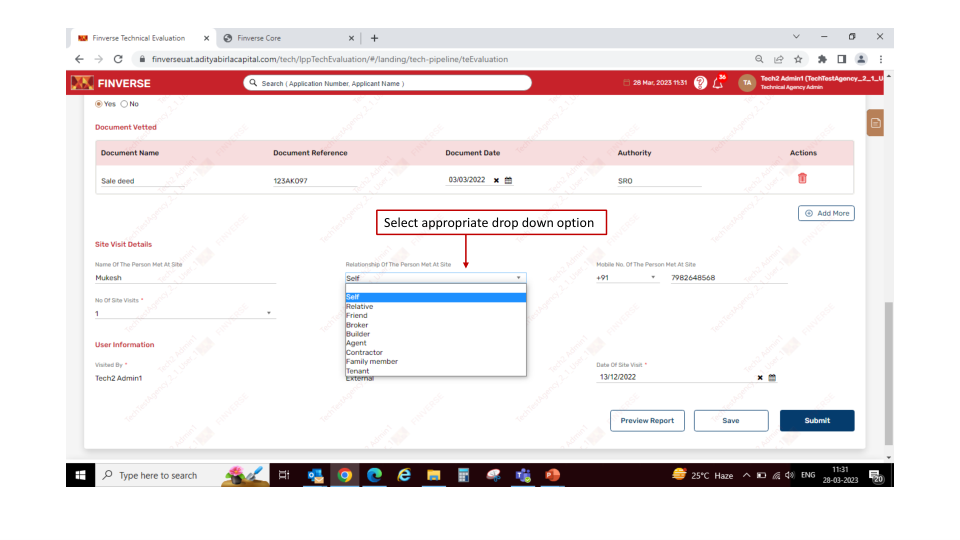 Finverse Technical Evaluation
Finverse Core
finverseuat.adityabirlacapital.com/tech/lppTechEvaluation/#/landing/tech-pipeline/teEvaluation
FINVERSE
Search ( Application Number, Applicant Name )
28 Mar, 2023 11:31
36
TA
Tech2 Admin1 (TechTestAgency_2_1_U
Technical Agency Admin
Yes No
Document Vetted
Document Name Document Reference Document Date Authority Actions
Sale deed 123AK097 03/03/2022 SRO
Add More
Select appropriate drop down option
Site Visit Details
Name Of The Person Met At Site Relationship Of The Person Met At Site Mobile No. Of The Person Met At Site
Mukesh Self +91 7982648568
Self
Relative
Friend
Broker
Builder
Agent
Contractor
Family member
Tenant
No Of Site Visits *
1
User Information
Visited By * Date Of Site Visit *
Tech2 Admin1 External 13/12/2022
Preview Report Save Submit
Type here to search
25°C Haze
ENG
11:31
28-03-2023
20